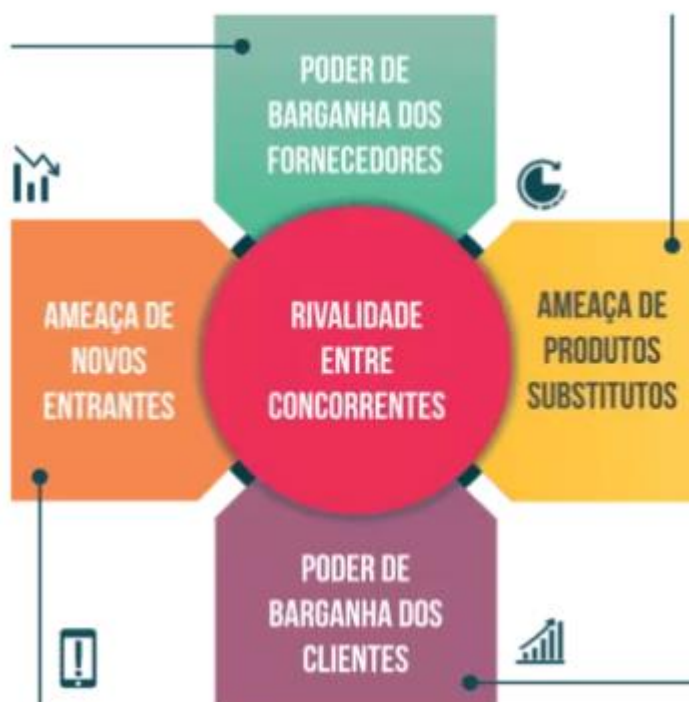 PODER DE
BARGANHA DOS
FORNECEDORES
AMEAÇA DE
NOVOS
ENTRANTES
RIVALIDADE
ENTRE
CONCORRENTES
AMEAÇA DE
PRODUTOS
SUBSTITUTOS
PODER DE
BARGANHA DOS
CLIENTES